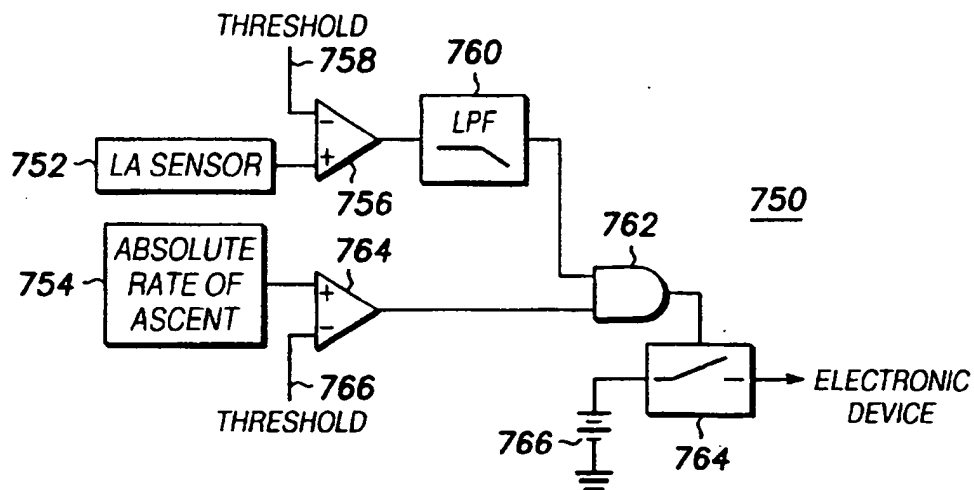 THRESHOLD
758
760
LPF
752
LA SENSOR
-
+
756
750
762
764
754
ABSOLUTE
RATE OF
ASCENT
+
-
766
THRESHOLD
ELECTRONIC
DEVICE
766
764